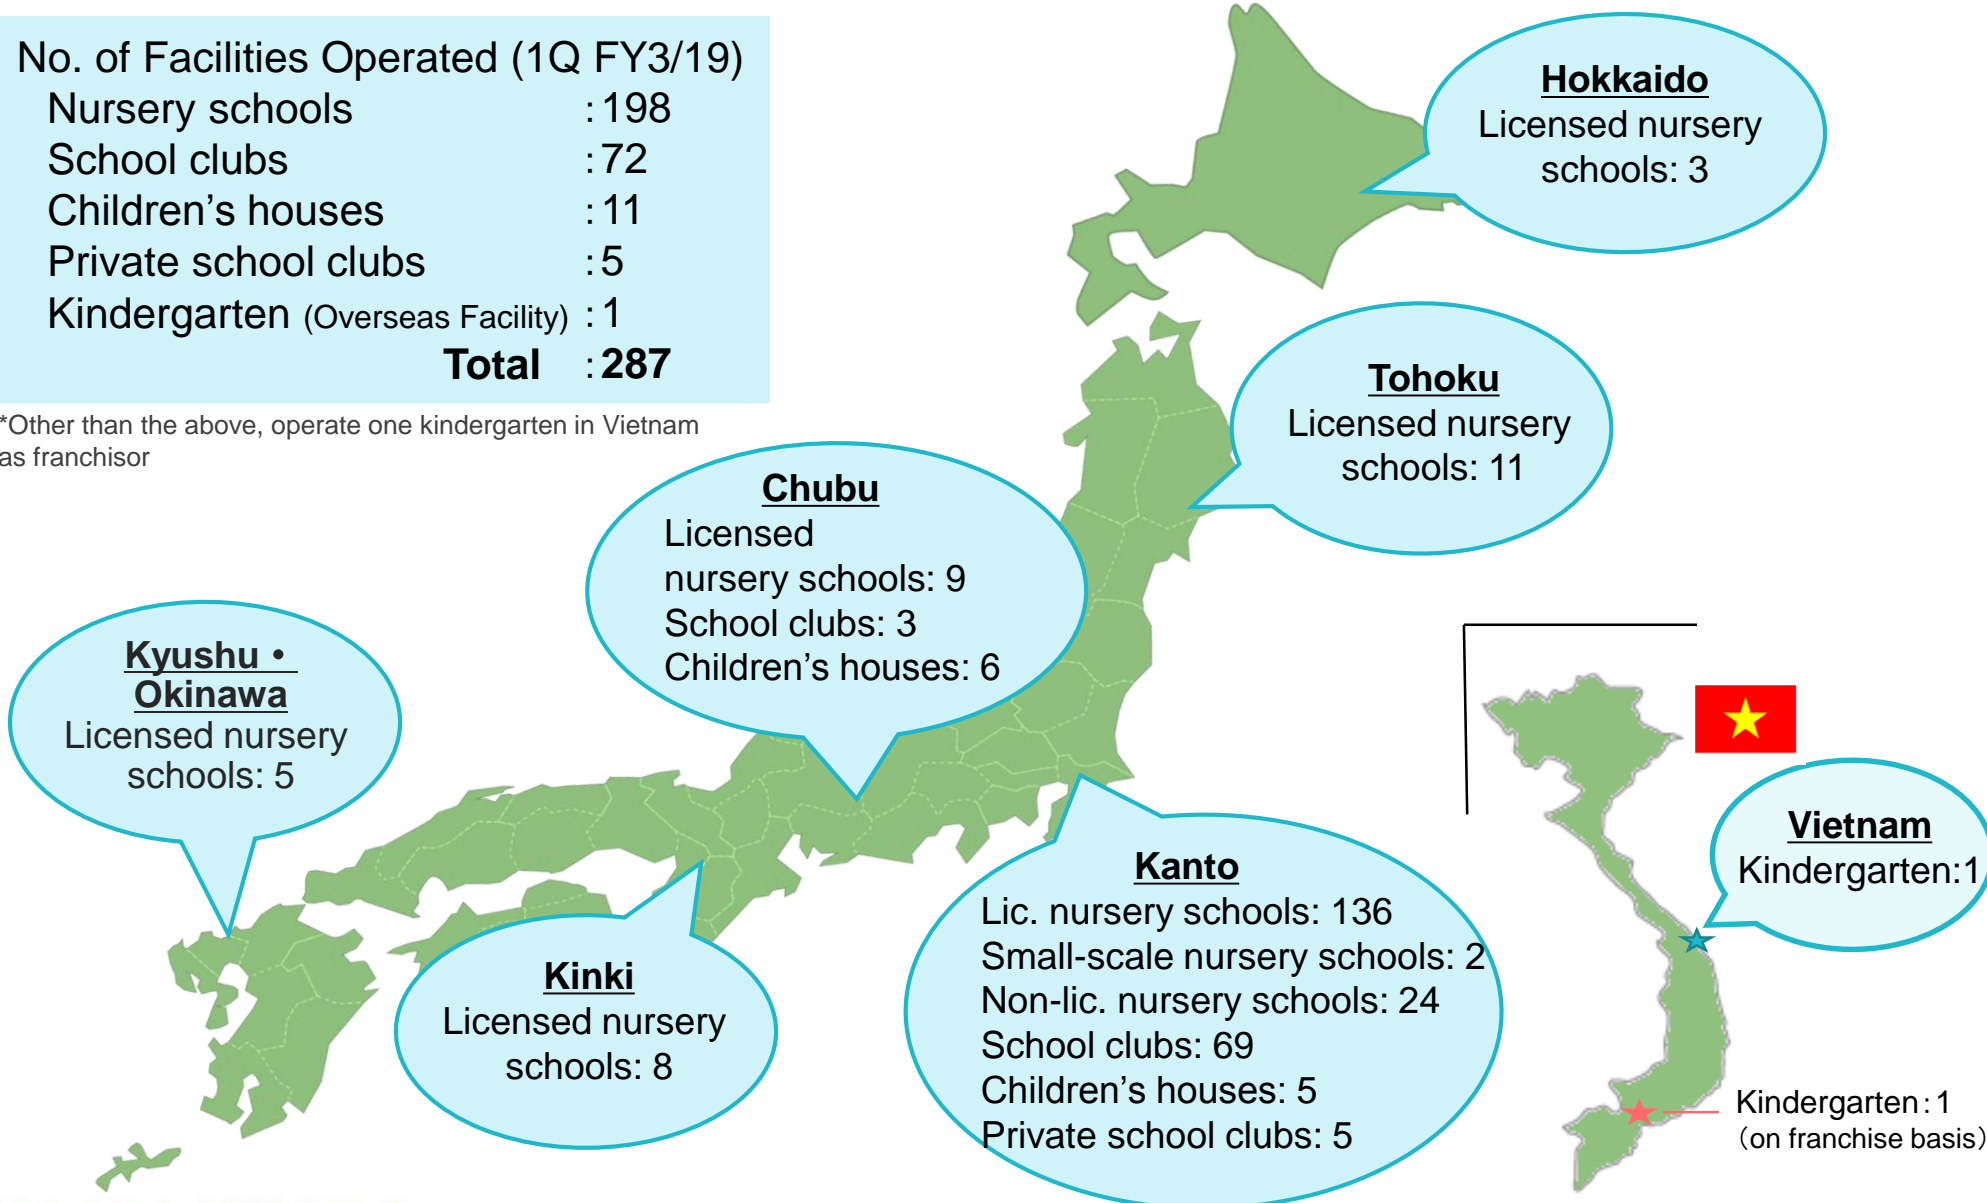 No. of Facilities Operated (1Q FY3/19)
Nursery schools :198
School clubs :72
Children’s houses :11
Private school clubs :5
Kindergarten (Overseas Facility) :1
Total :287
*Other than the above, operate one kindergarten in Vietnam
as franchisor
Hokkaido
Licensed nursery
schools: 3
Tohoku
Licensed nursery
schools: 11
Chubu
Licensed
nursery schools: 9
School clubs: 3
Children’s houses: 6
Kyushu・
Okinawa
Licensed nursery
schools: 5
Kinki
Licensed nursery
schools: 8
Kanto
Lic. nursery schools: 136
Small-scale nursery schools: 2
Non-lic. nursery schools: 24
School clubs: 69
Children’s houses: 5
Private school clubs: 5
Vietnam
Kindergarten:1
Kindergarten:1
（on franchise basis）